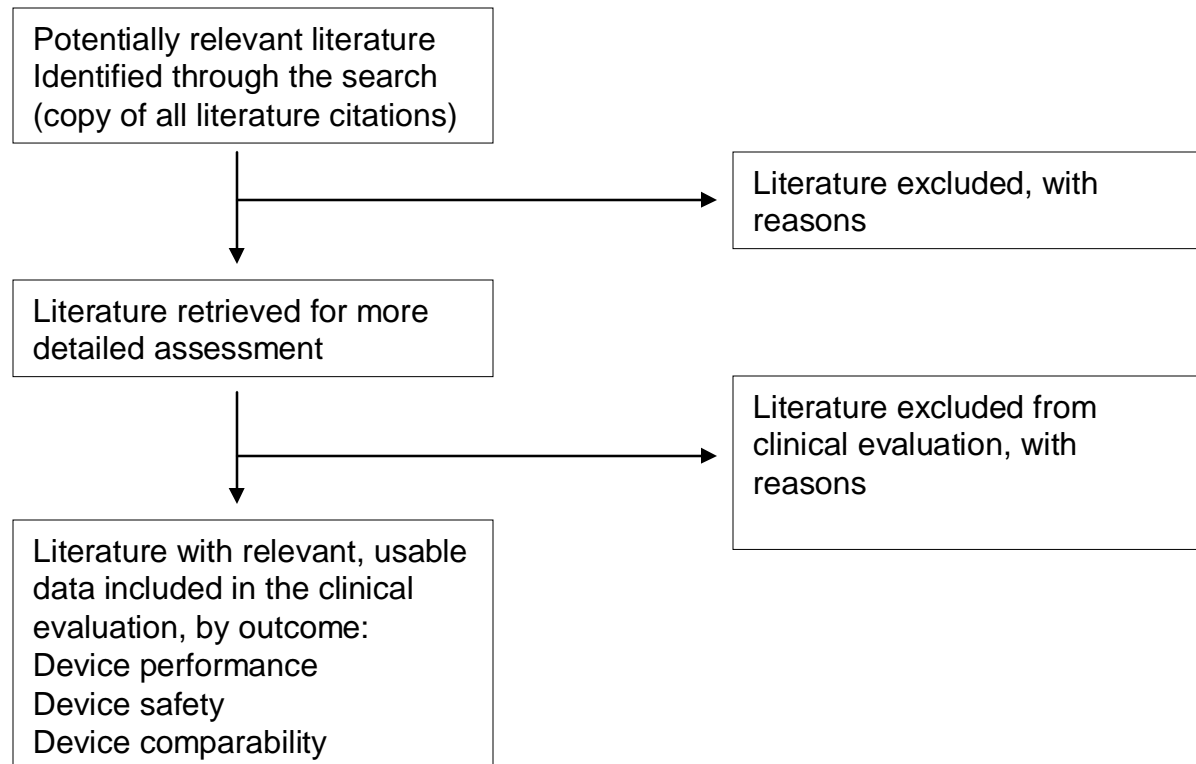 Potentially relevant literature
Identified through the search
(copy of all literature citations)
Literature excluded, with
reasons
Literature retrieved for more
detailed assessment
Literature excluded from
clinical evaluation, with
reasons
Literature with relevant, usable
data included in the clinical
evaluation, by outcome:
Device performance
Device safety
Device comparability